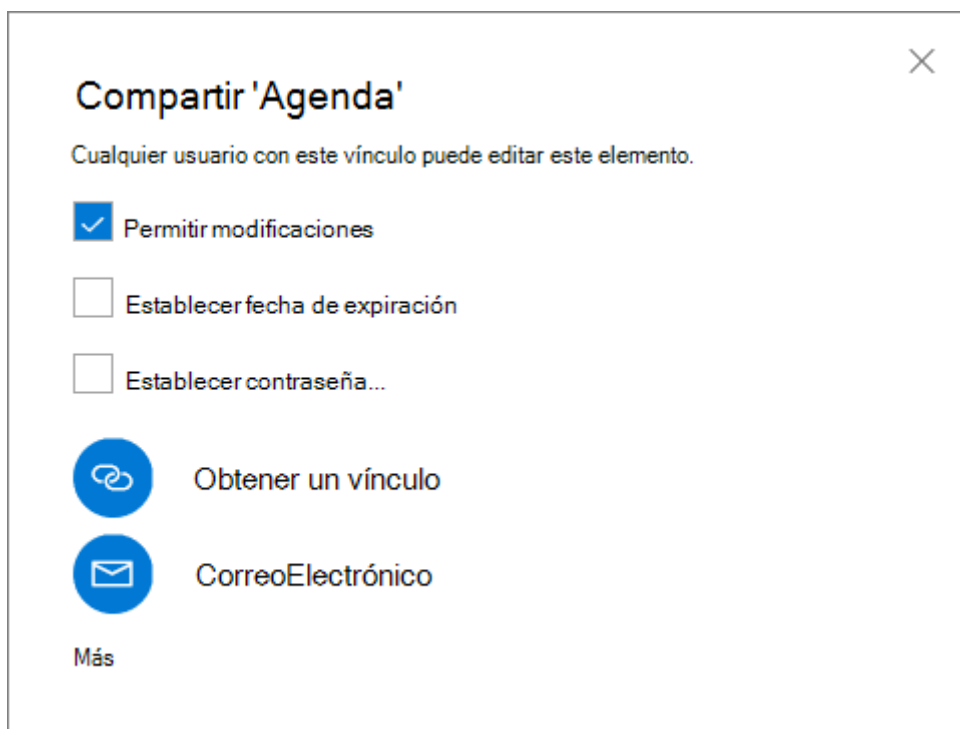 Compartir 'Agenda'
Cualquier usuario con este vínculo puede editar este elemento.
Permitir modificaciones
Establecer fecha de expiración
Establecer contraseña...
Obtener un vínculo
CorreoElectrónico
Más